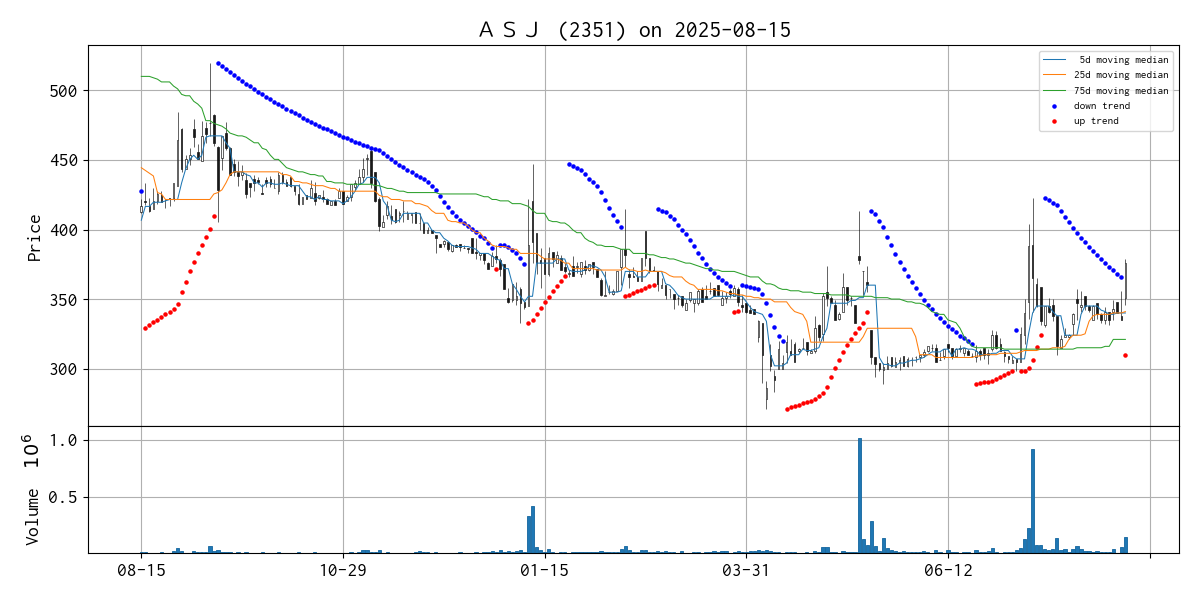 ＡＳＪ (2351) on 2025-08-15
5d moving median
25d moving median
75d moving median
down trend
up trend
Price
500
450
400
350
300
Volume 10^6
1.0
0.5
08-15
10-29
01-15
03-31
06-12